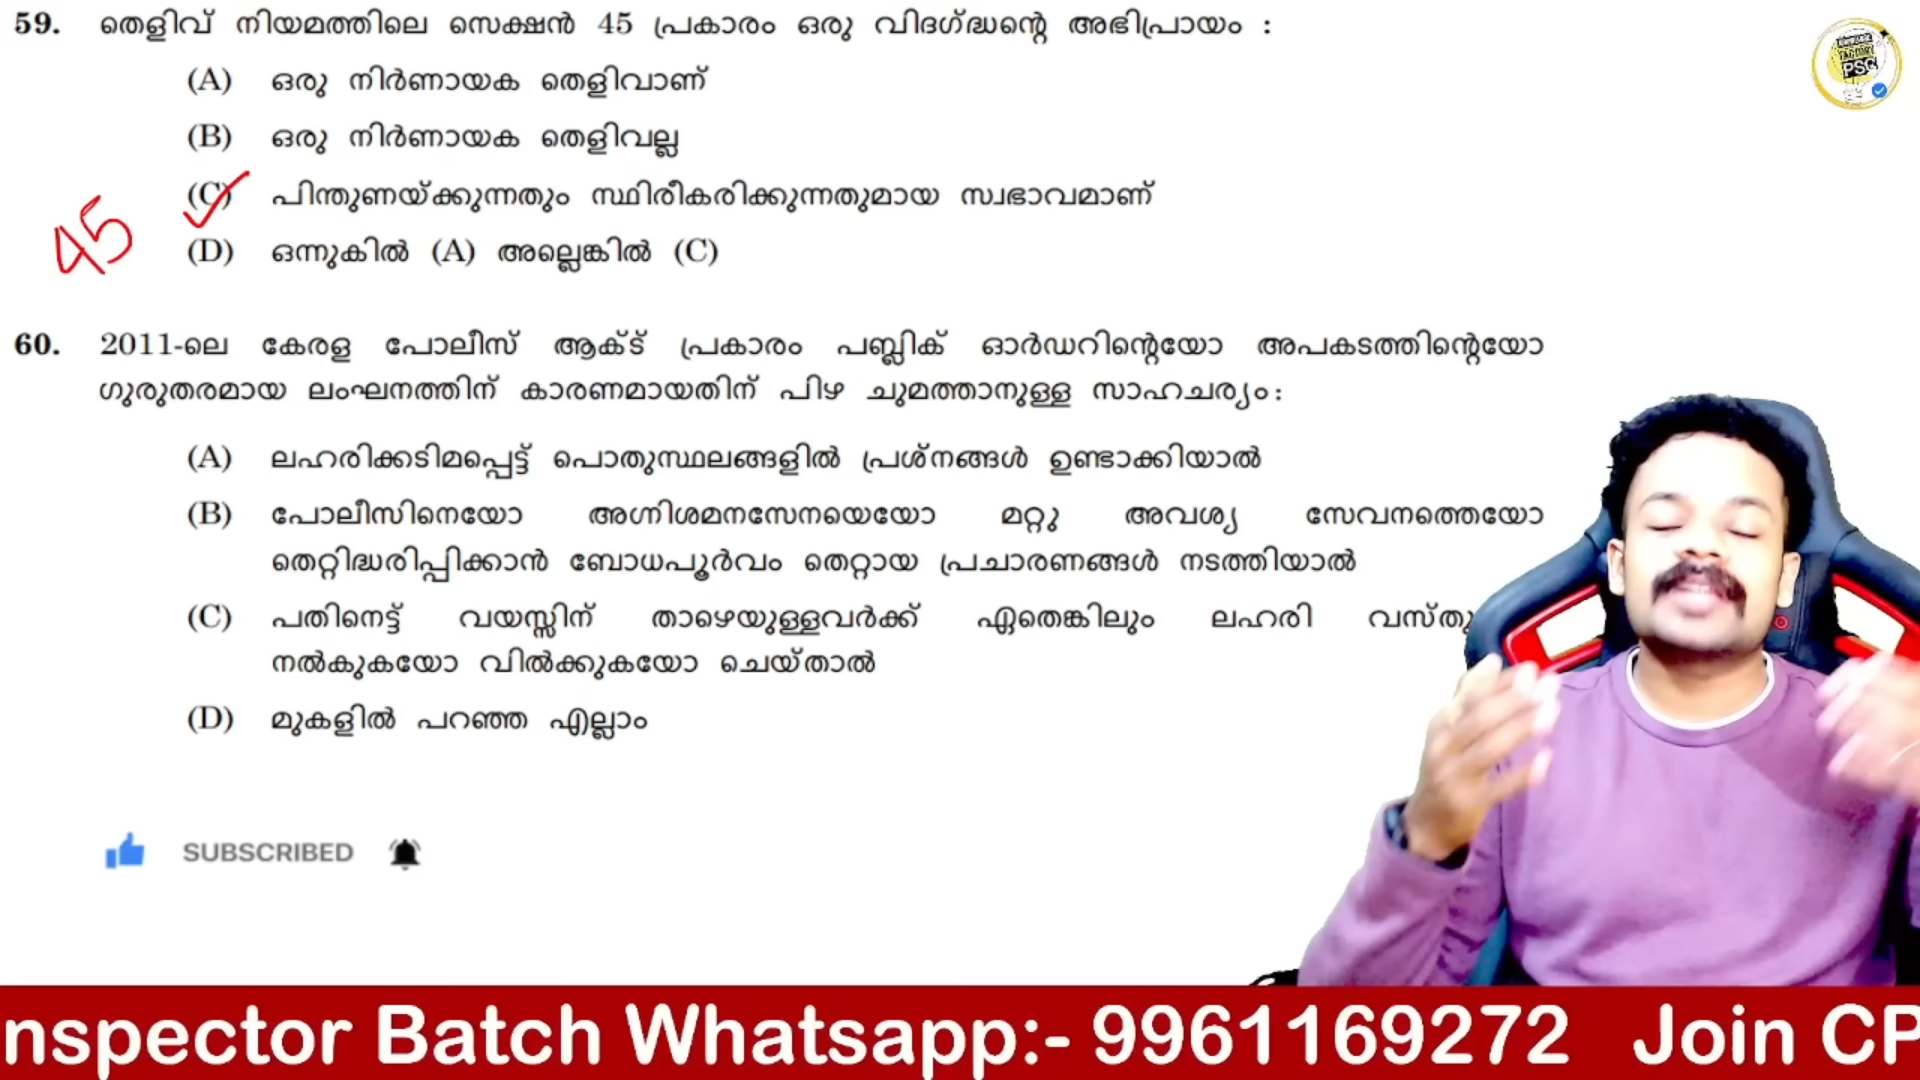 59. തെളിവ് നിയമത്തിലെ സെക്ഷൻ 45 പ്രകാരം ഒരു വിദഗ്ദ്ധന്റെ അഭിപ്രായം :
(A) ഒരു നിർണായക തെളിവാണ്
(B) ഒരു നിർണായക തെളിവല്ല
(C) പിന്തുണയ്ക്കുന്നതും സ്ഥിരീകരിക്കുന്നതുമായ സ്വഭാവമാണ്
45
(D) ഒന്നുകിൽ (A) അല്ലെങ്കിൽ (C)
60. 2011-ലെ കേരള പോലീസ് ആക്ട് പ്രകാരം പബ്ലിക് ഓർഡറിന്റെയോ അപകടത്തിന്റെയോ
ഗുരുതരമായ ലംഘനത്തിന് കാരണമായതിന് പിഴ ചുമത്താനുള്ള സാഹചര്യം :
(A) ലഹരിക്കടിമപ്പെട്ട് പൊതുസ്ഥലങ്ങളിൽ പ്രശ്നങ്ങൾ ഉണ്ടാക്കിയാൽ
(B) പോലീസിനെയോ അഗ്നിശമനസേനയെയോ മറ്റു അവശ്യ സേവനത്തെയോ
തെറ്റിദ്ധരിപ്പിക്കാൻ ബോധപൂർവം തെറ്റായ പ്രചാരണങ്ങൾ നടത്തിയാൽ
(C) പതിനെട്ട് വയസ്സിന് താഴെയുള്ളവർക്ക് ഏതെങ്കിലും ലഹരി വസ്തു
നൽകുകയോ വിൽക്കുകയോ ചെയ്താൽ
(D) മുകളിൽ പറഞ്ഞ എല്ലാം
SUBSCRIBED
nspector Batch Whatsapp:- 9961169272 Join CP
FACTORY
PSC